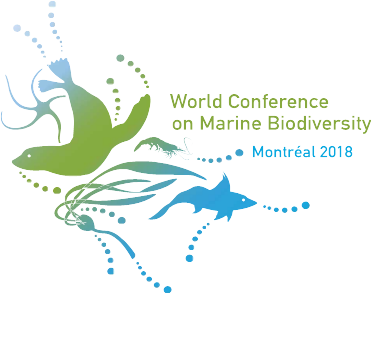 World Conference
on Marine Biodiversity
Montréal 2018